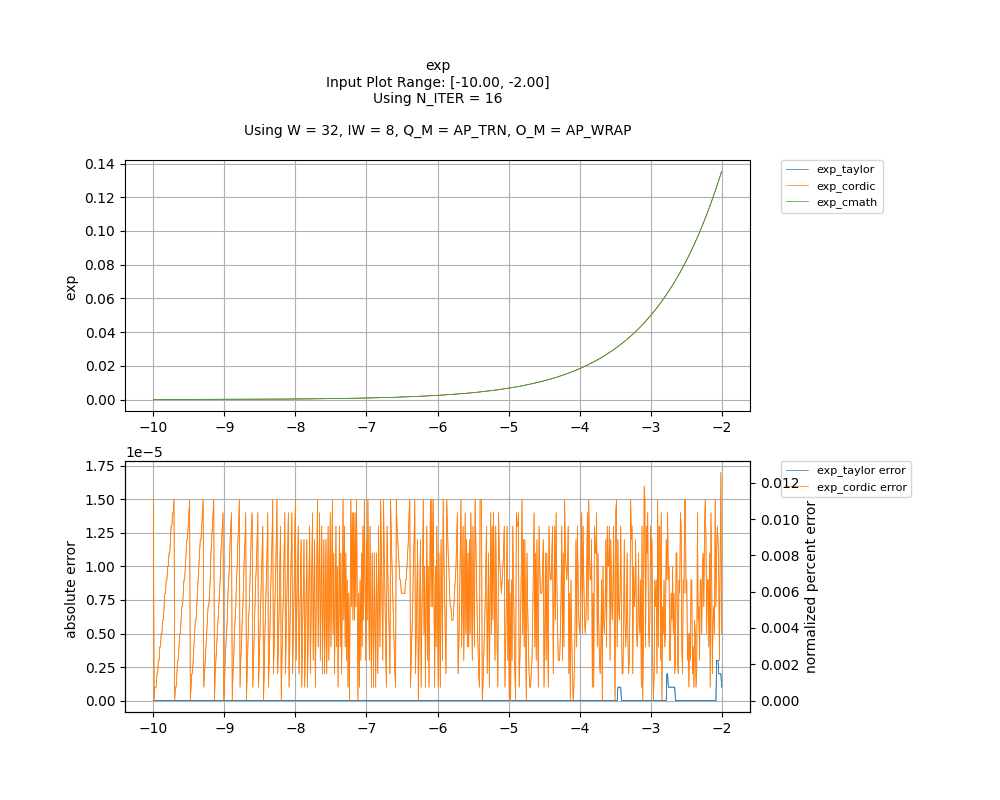 exp
Input Plot Range: [-10.00, -2.00]
Using N_ITER = 16
Using W = 32, IW = 8, Q_M = AP_TRN, O_M = AP_WRAP
exp
0.14
0.12
0.10
0.08
0.06
0.04
0.02
0.00
−10 −9 −8 −7 −6 −5 −4 −3 −2
exp_taylor
exp_cordic
exp_cmath
1e−5
absolute error
1.75
1.50
1.25
1.00
0.75
0.50
0.25
0.00
−10 −9 −8 −7 −6 −5 −4 −3 −2
0.012
0.010
0.008
0.006
0.004
0.002
0.000
normalized percent error
exp_taylor error
exp_cordic error